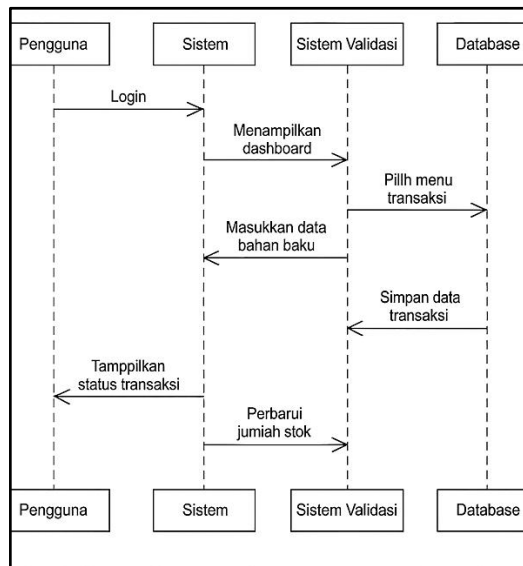 Pengguna
Sistem
Sistem Validasi
Database
Login
Menampilkan
dashboard
Pillh menu
transaksi
Masukkan data
bahan baku
Simpan data
transaksi
Tamppilkan
status transaksi
Perbarui
jumiah stok
Pengguna
Sistem
Sistem Validasi
Database